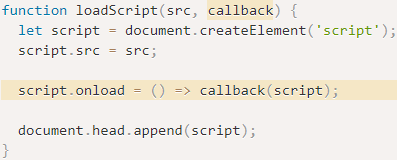 function loadScript(src, callback) {
  let script = document.createElement('script');
  script.src = src;

  script.onload = () => callback(script);

  document.head.append(script);
}